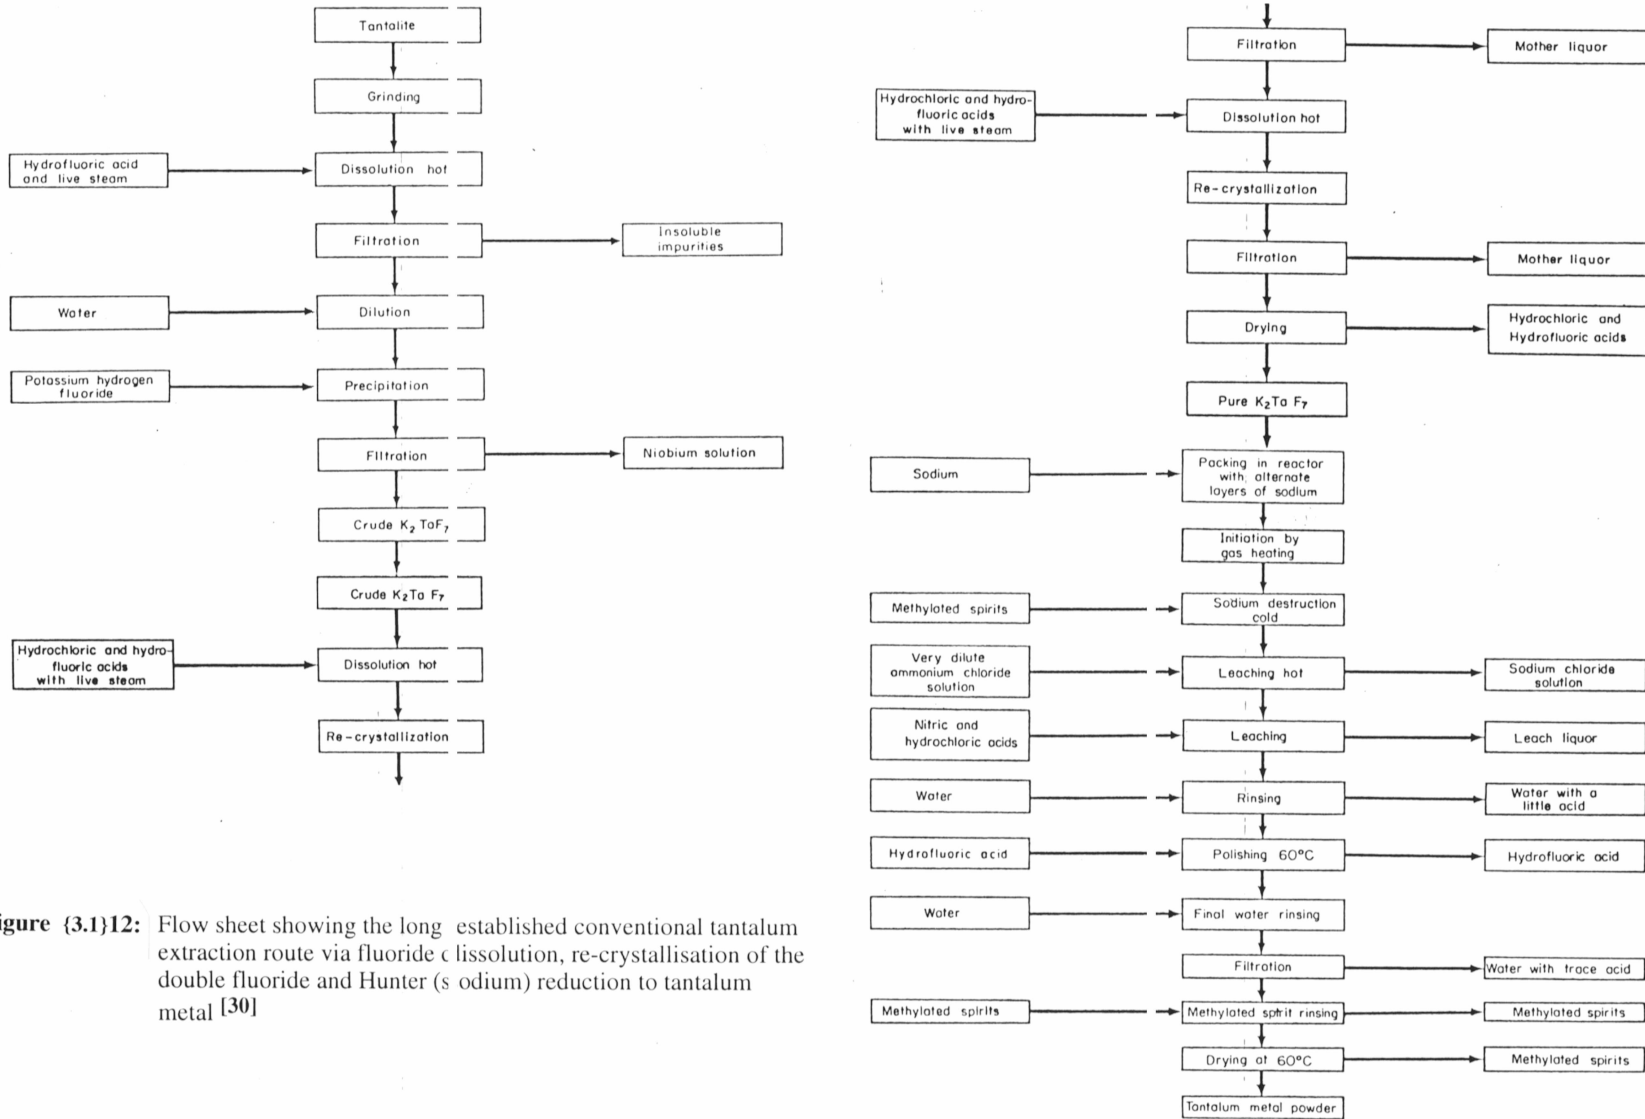 Tantalite
Grinding
Hydrofluoric acid
and live steam
Dissolution hot
Filtration
Insoluble
impurities
Water
Dilution
Potassium hydrogen
fluoride
Precipitation
Filtration
Niobium solution
Crude K₂ TaF₇
Crude K₂Ta F₇
Hydrochloric and hydro-
fluoric acids
with live steam
Dissolution hot
Re-crystallization
igure {3.1}12: Flow sheet showing the long established conventional tantalum
extraction route via fluoride dissolution, re-crystallisation of the
double fluoride and Hunter (sodium) reduction to tantalum
metal [30]
Filtration
Mother liquor
Hydrochloric and hydro-
fluoric acids
with live steam
Dissolution hot
Re-crystallization
Filtration
Mother liquor
Drying
Hydrochloric and
Hydrofluoric acids
Pure K₂Ta F₇
Sodium
Packing in reactor
with alternate
layers of sodium
Initiation by
gas heating
Methylated spirits
Sodium destruction
cold
Very dilute
ammonium chloride
solution
Leaching hot
Sodium chloride
solution
Nitric and
hydrochloric acids
Leaching
Leach liquor
Water
Rinsing
Water with a
little acid
Hydrofluoric acid
Polishing 60°C
Hydrofluoric acid
Water
Final water rinsing
Filtration
Water with trace acid
Methylated spirits
Methylated spirit rinsing
Methylated spirits
Drying at 60°C
Methylated spirits
Tantalum metal powder